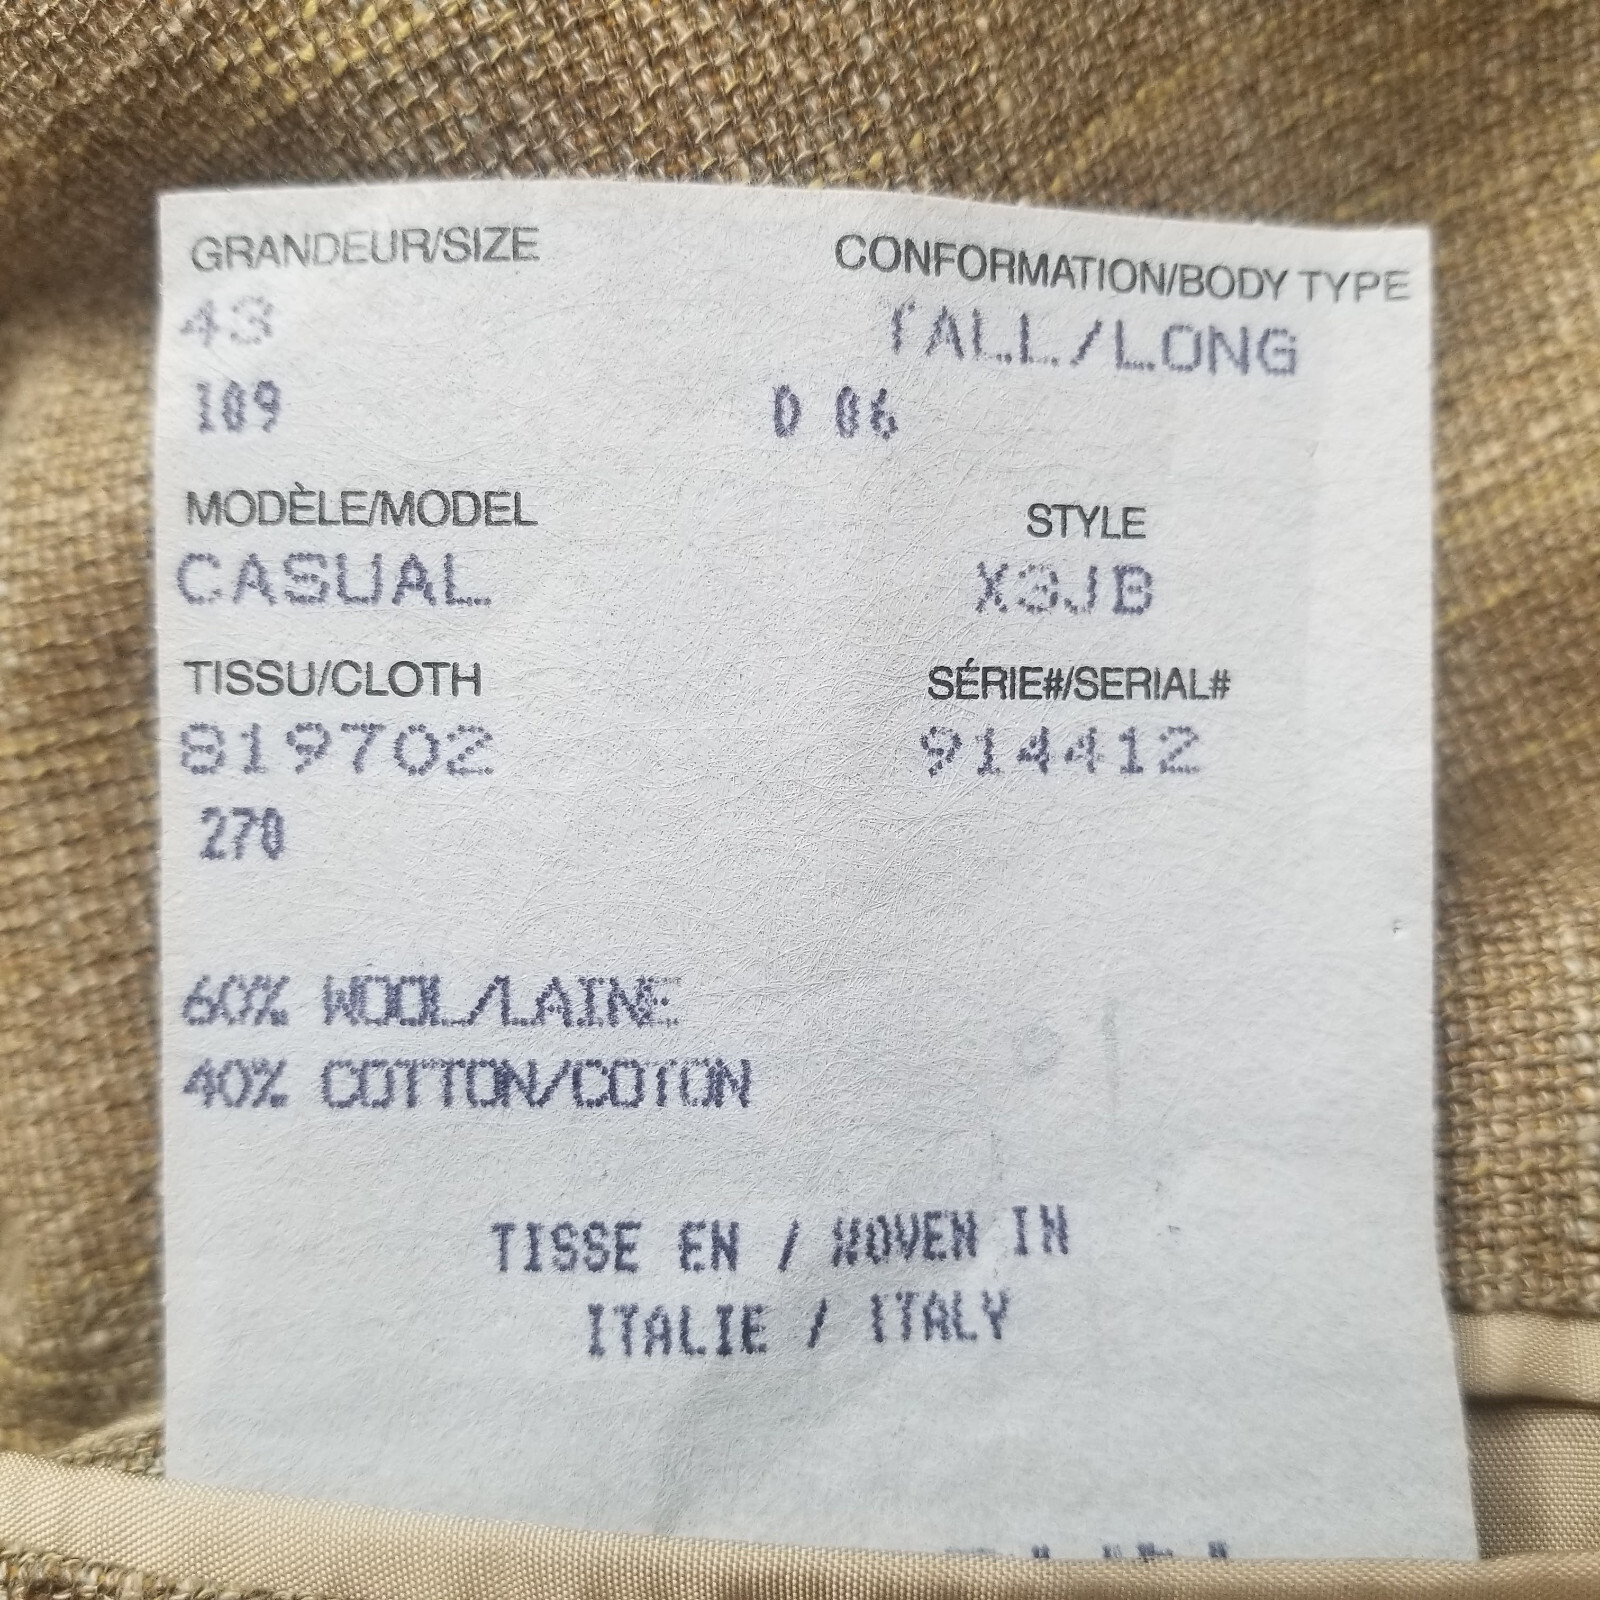 GRANDEUR/SIZE CONFORMATION/BODY TYPE
43 TALL/LONG
109 D 06
MODÈLE/MODEL STYLE
CASUAL X3JB
TISSU/CLOTH SÉRIE#/SERIAL#
819702 914412
270
60% WOOL/LAINE
40% COTTON/COTON
TISSE EN / WOVEN IN
ITALIE / ITALY